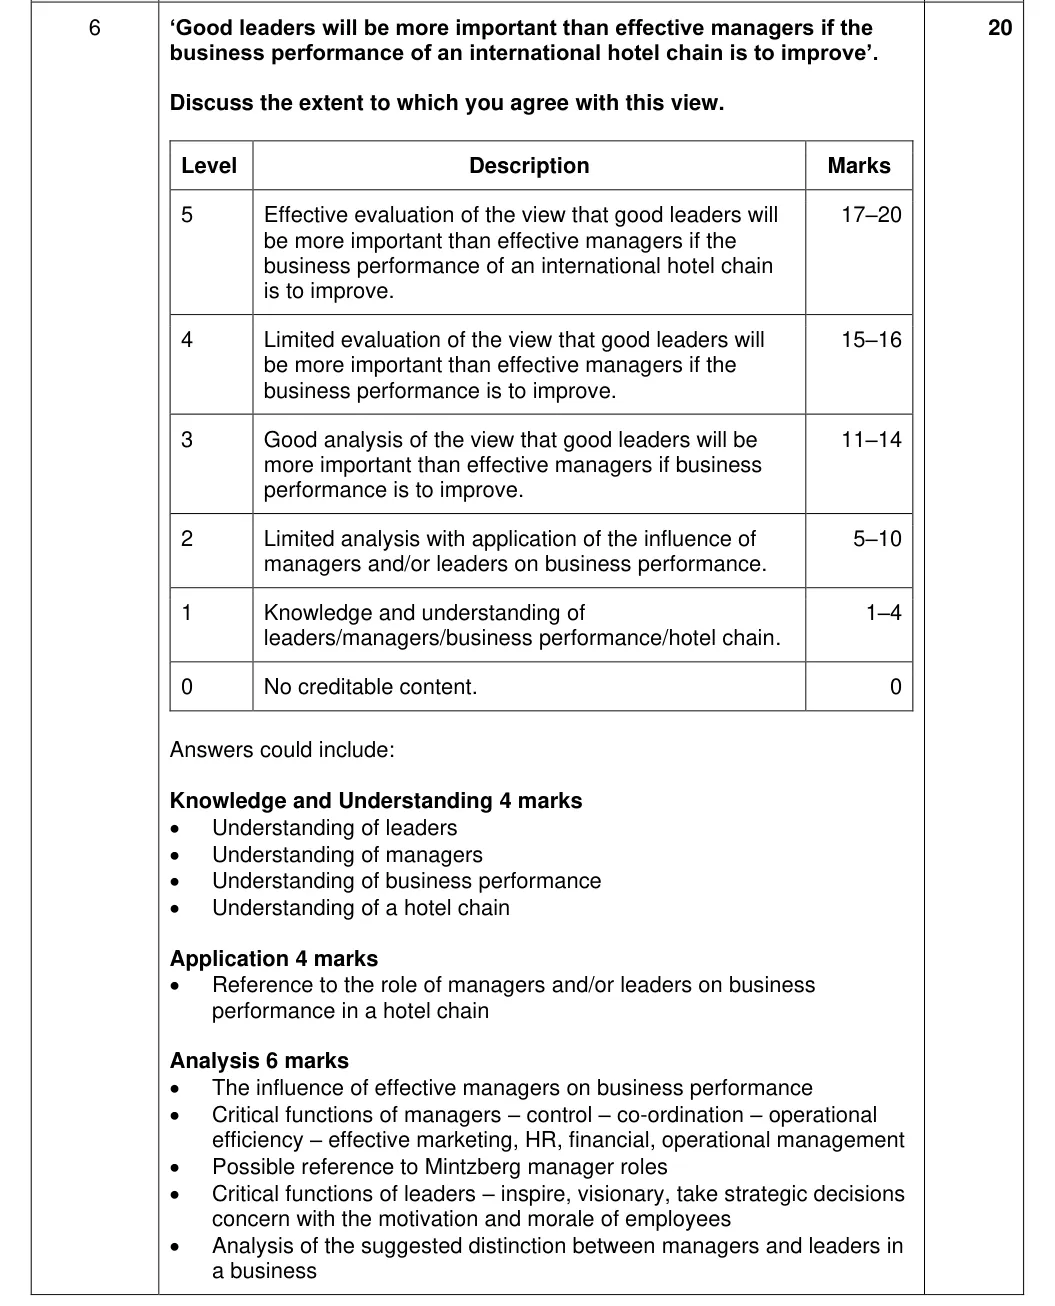 6
‘Good leaders will be more important than effective managers if the
business performance of an international hotel chain is to improve’.
20
Discuss the extent to which you agree with this view.
Level Description Marks
5 Effective evaluation of the view that good leaders will 17–20
be more important than effective managers if the
business performance of an international hotel chain
is to improve.
4 Limited evaluation of the view that good leaders will 15–16
be more important than effective managers if the
business performance is to improve.
3 Good analysis of the view that good leaders will be 11–14
more important than effective managers if business
performance is to improve.
2 Limited analysis with application of the influence of 5–10
managers and/or leaders on business performance.
1 Knowledge and understanding of 1–4
leaders/managers/business performance/hotel chain.
0 No creditable content. 0
Answers could include:
Knowledge and Understanding 4 marks
• Understanding of leaders
• Understanding of managers
• Understanding of business performance
• Understanding of a hotel chain
Application 4 marks
• Reference to the role of managers and/or leaders on business
performance in a hotel chain
Analysis 6 marks
• The influence of effective managers on business performance
• Critical functions of managers – control – co-ordination – operational
efficiency – effective marketing, HR, financial, operational management
• Possible reference to Mintzberg manager roles
• Critical functions of leaders – inspire, visionary, take strategic decisions
concern with the motivation and morale of employees
• Analysis of the suggested distinction between managers and leaders in
a business